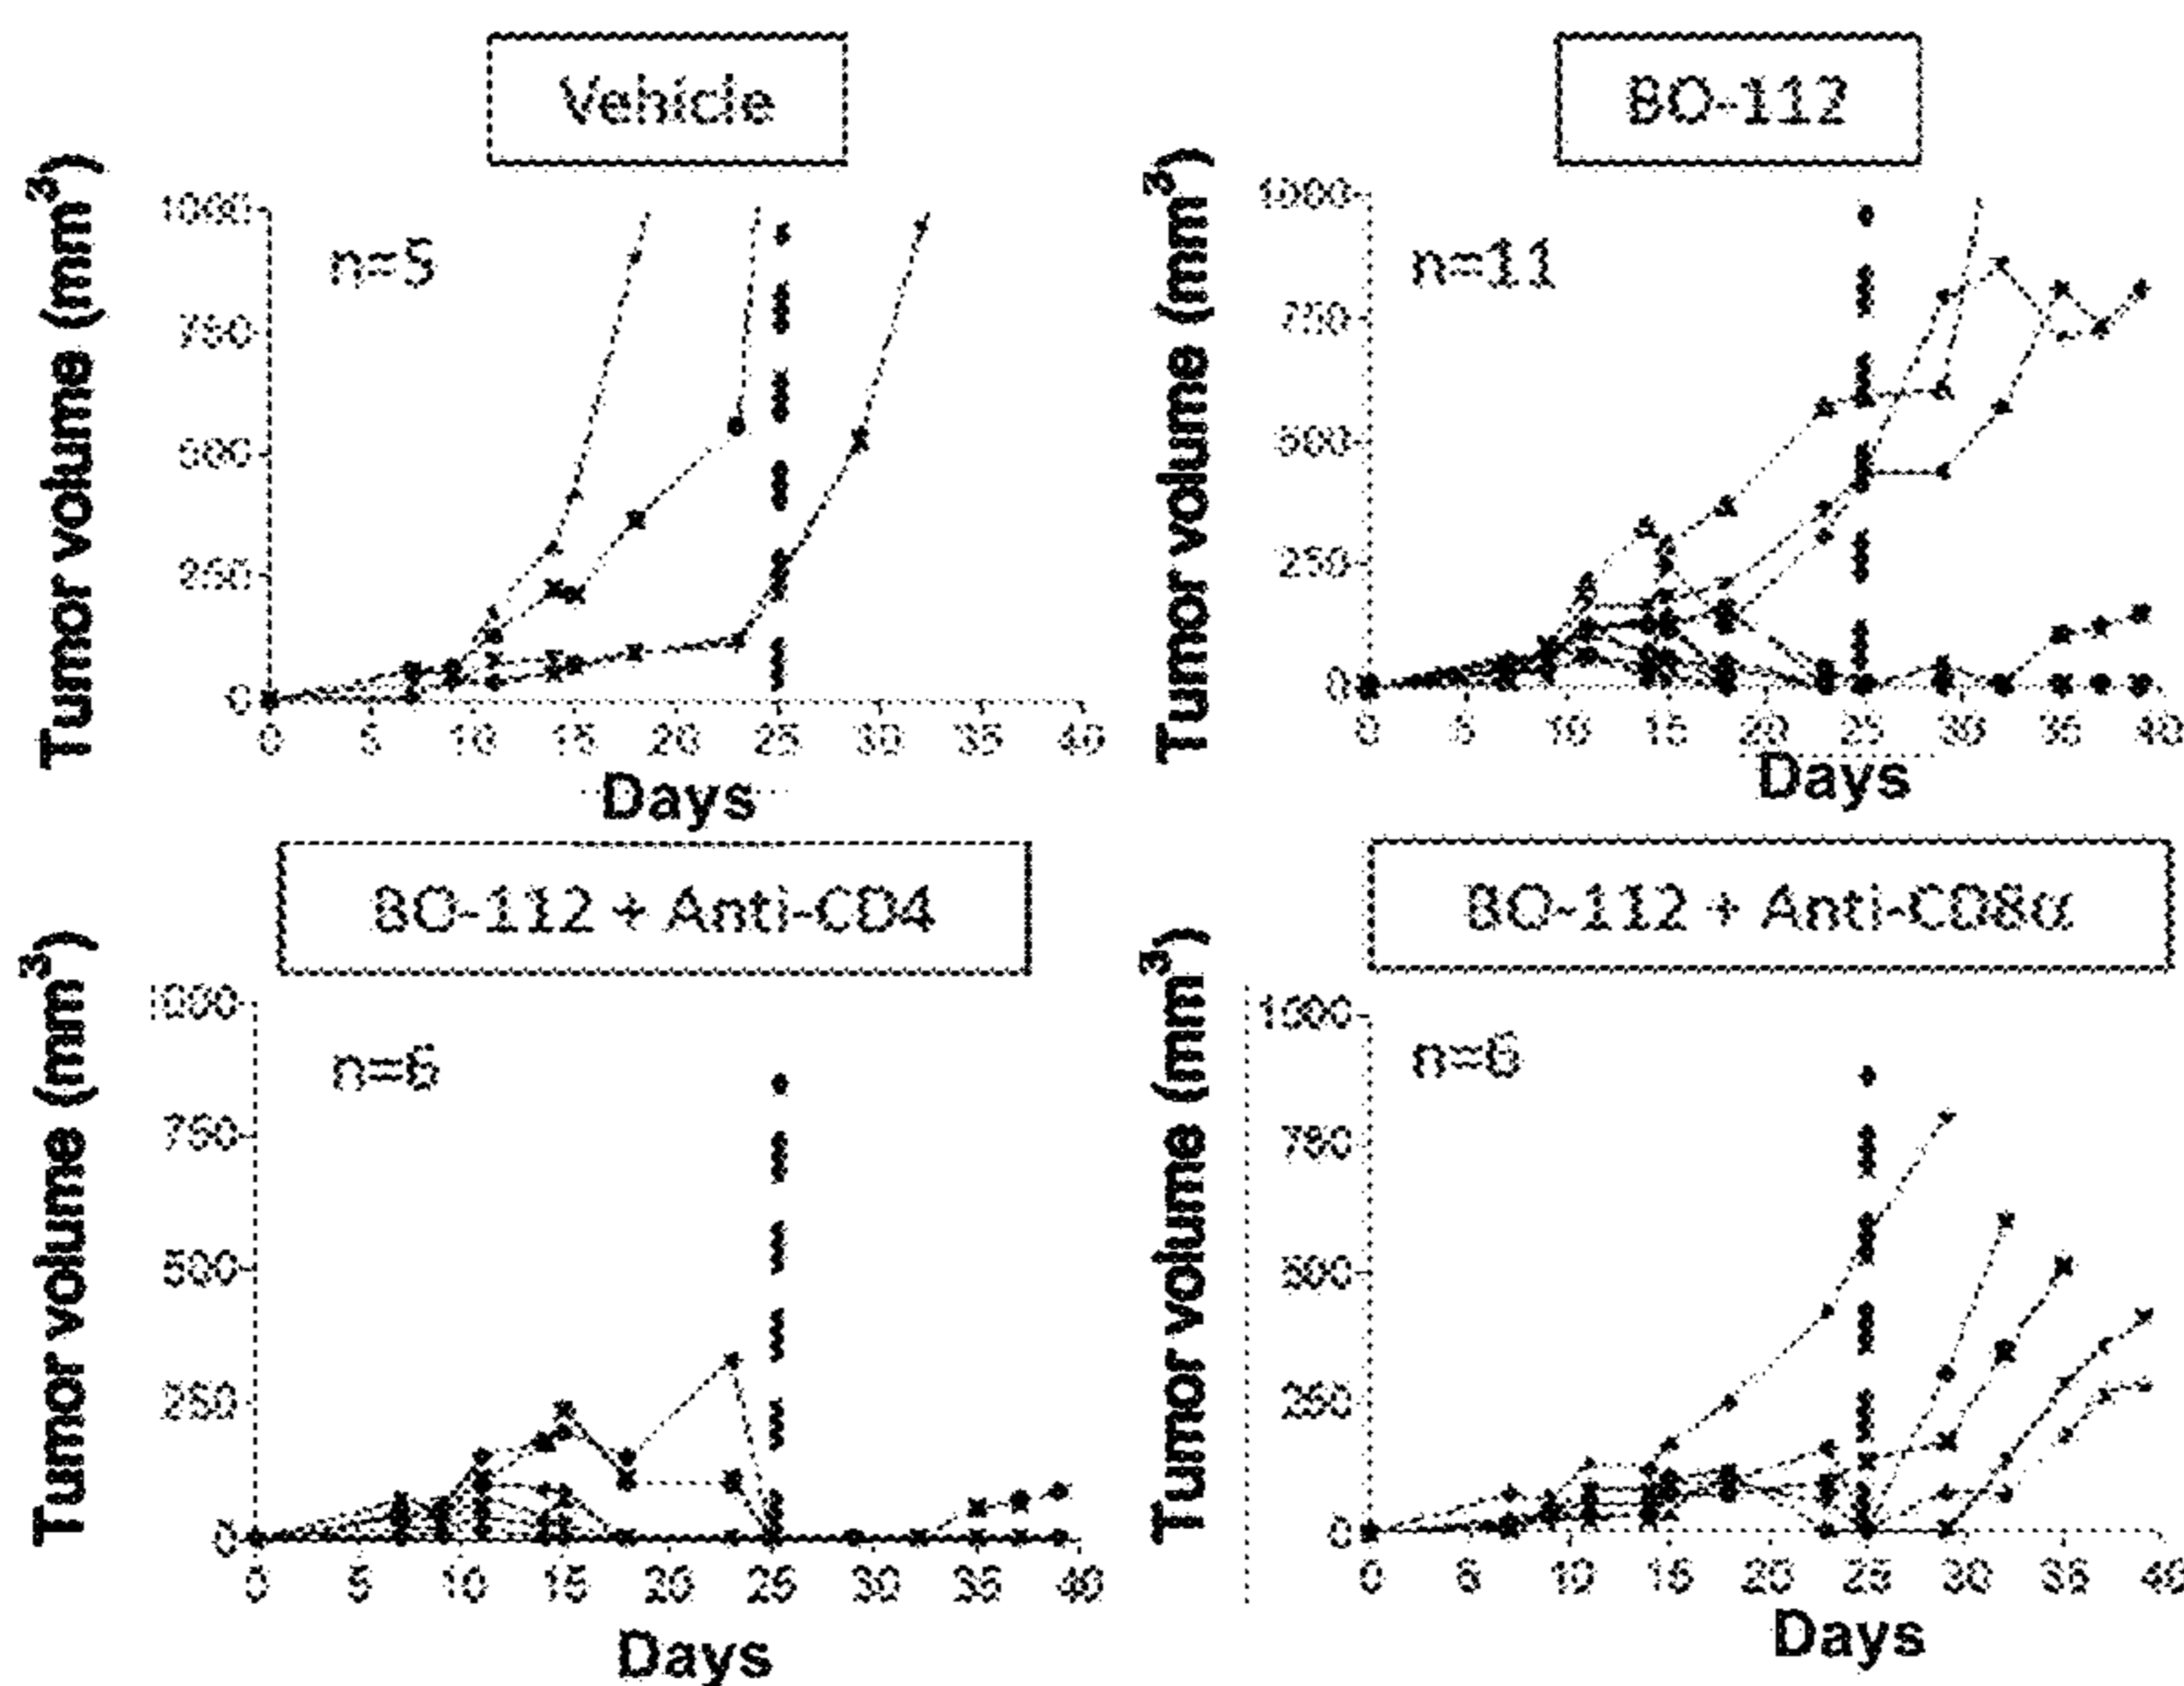 Vehicle
Tumor volume (mm³)
1000
750
500
250
0
n=5
0 5 10 15 20 25 30 35 40
Days
BO-112
Tumor volume (mm³)
1000
750
500
250
0
n=11
0 5 10 15 20 25 30 35 40
Days
BO-112 + Anti-CD4
Tumor volume (mm³)
1000
750
500
250
0
n=6
0 5 10 15 20 25 30 35 40
Days
BO-112 + Anti-CD8α
Tumor volume (mm³)
1000
750
500
250
0
n=6
0 5 10 15 20 25 30 35 40
Days